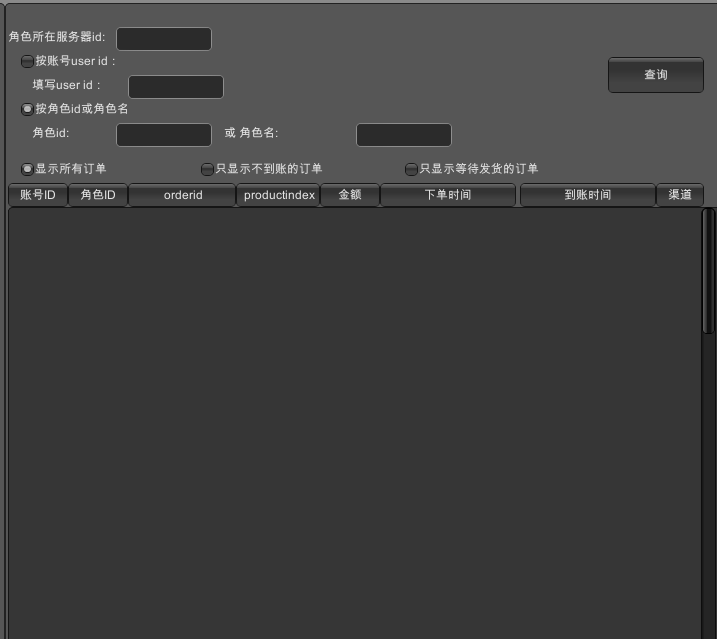 角色所在服务器id:
按账号user id：
查询
填写user id：
按角色id或角色名
角色id: 或 角色名:
显示所有订单 只显示不到账的订单 只显示等待发货的订单
账号ID 角色ID orderid productindex 金额 下单时间 到账时间 渠道